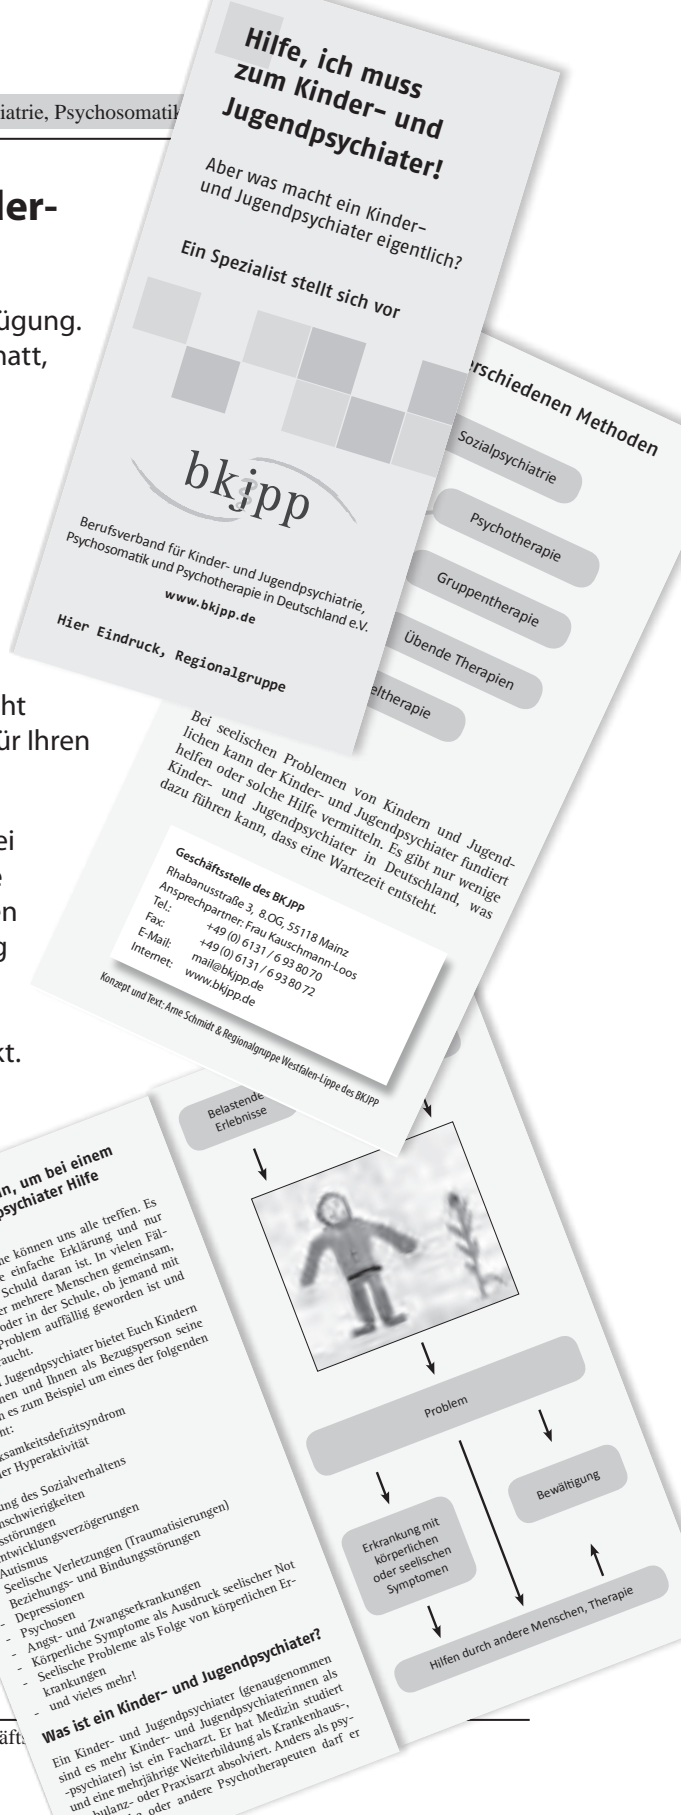 Psychosomatik
ügung.
für Ihren
Hilfe, ich muss
zum Kinder– und
Jugendpsychiater!
Aber was macht ein Kinder–
und Jugendpsychiater eigentlich?
Ein Spezialist stellt sich vor
bkjpp
Berufsverband für Kinder- und Jugendpsychiatrie,
Psychosomatik und Psychotherapie in Deutschland e.V.
www.bkjpp.de
Hier Eindruck, Regionalgruppe
erschiedenen Methoden
Sozialpsychiatrie
Psychotherapie
Gruppentherapie
Übende Therapien
eltherapie
Bei seelischen Problemen von Kindern und Jugend-
lichen kann der Kinder- und Jugendpsychiater fundiert
helfen oder solche Hilfe vermitteln. Es gibt nur wenige
Kinder- und Jugendpsychiater in Deutschland, was
dazu führen kann, dass eine Wartezeit entsteht.
Geschäftsstelle des BKJPP
Rhabanusstraße 3, 8.OG, 55118 Mainz
Ansprechpartner: Frau Kauschmann-Loos
Tel.: +49 (0) 6131 / 6 93 80 70
Fax: +49 (0) 6131 / 6 93 80 72
E-Mail: mail@bkjpp.de
Internet: www.bkjpp.de
Konzept und Text: Arne Schmidt & Regionalgruppe Westfalen-Lippe des BKJPP
Belastende
Erlebnisse
Problem
Bewältigung
Erkrankung mit
körperlichen
oder seelischen
Symptomen
Hilfen durch andere Menschen, Therapie
n, um bei einem
psychiater Hilfe
ne können uns alle treffen. Es
e einfache Erklärung und nur
Schuld daran ist. In vielen Fäl-
er mehrere Menschen gemeinsam,
oder in der Schule, ob jemand mit
Problem auffällig geworden ist und
raucht.
Jugendpsychiater bietet Euch Kindern
nen und Ihnen als Bezugsperson seine
n es zum Beispiel um eines der folgenden
nt:
ksamkeitsdefizitsyndrom
er Hyperaktivität
ung des Sozialverhaltens
nschwierigkeiten
sstörungen
ntwicklungsverzögerungen
Autismus
Seelische Verletzungen (Traumatisierungen)
Beziehungs- und Bindungsstörungen
- Depressionen
- Psychosen
- Angst- und Zwangserkrankungen
- Körperliche Symptome als Ausdruck seelischer Not
- Seelische Probleme als Folge von körperlichen Er-
krankungen
- und vieles mehr!
Was ist ein Kinder– und Jugendpsychiater?
Ein Kinder- und Jugendpsychiater (genaugenommen
sind es mehr Kinder- und Jugendpsychiaterinnen als
-psychiater) ist ein Facharzt. Er hat Medizin studiert
und eine mehrjährige Weiterbildung als Krankenhaus-,
bulanz- oder Praxisarzt absolviert. Anders als psy-
oder andere Psychotherapeuten darf er